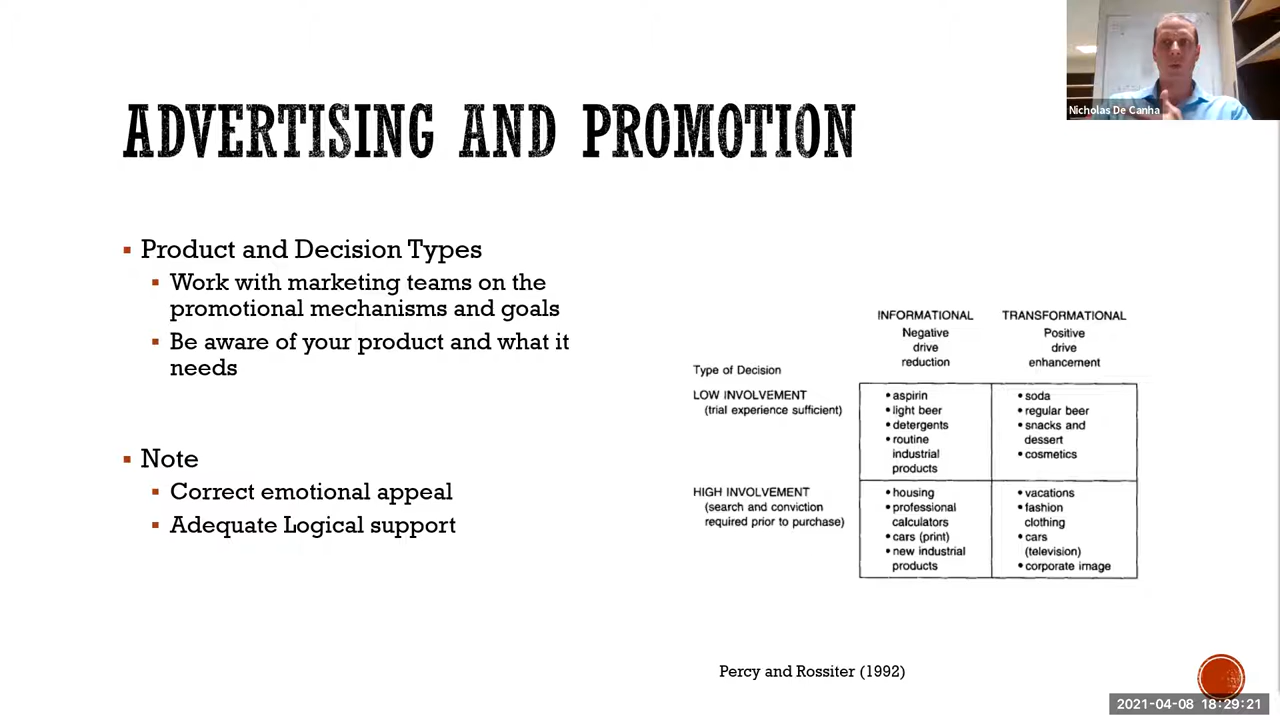 Nicholas De Canha
ADVERTISING AND PROMOTION
▪ Product and Decision Types
▪ Work with marketing teams on the
promotional mechanisms and goals
▪ Be aware of your product and what it
needs
▪ Note
▪ Correct emotional appeal
▪ Adequate Logical support
INFORMATIONAL TRANSFORMATIONAL
Negative Positive
drive drive
reduction enhancement
Type of Decision
LOW INVOLVEMENT
(trial experience sufficient)
• aspirin
• light beer
• detergents
• routine
industrial
products
• soda
• regular beer
• snacks and
dessert
• cosmetics
HIGH INVOLVEMENT
(search and conviction
required prior to purchase)
• housing
• professional
calculators
• cars (print)
• new industrial
products
• vacations
• fashion
clothing
• cars
(television)
• corporate image
Percy and Rossiter (1992)
2021-04-08 18:29:21